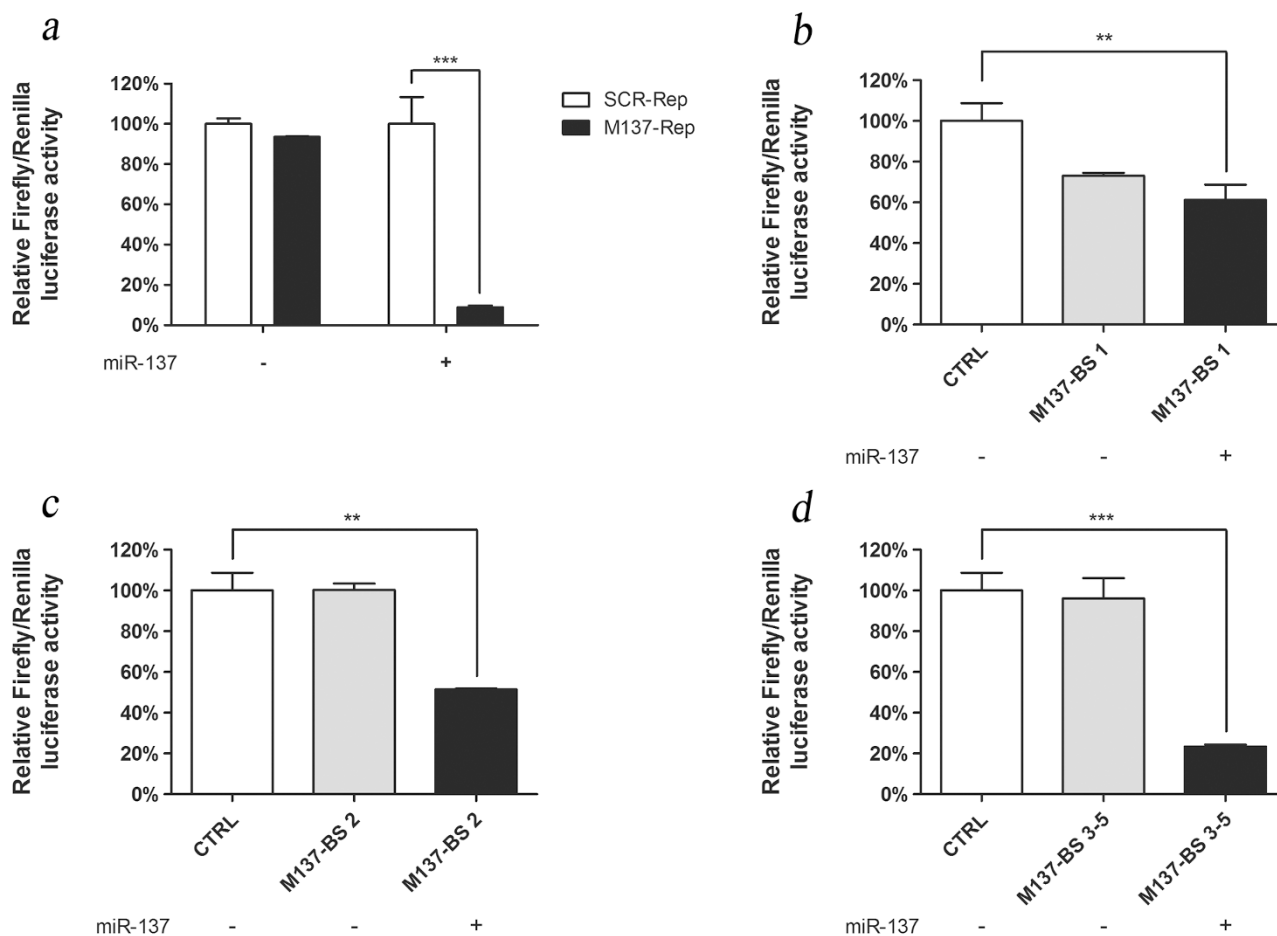 a
Relative Firefly/Renilla
luciferase activity
120%
100%
80%
60%
40%
20%
0%
***
SCR-Rep
M137-Rep
miR-137 - +
b
Relative Firefly/Renilla
luciferase activity
120%
100%
80%
60%
40%
20%
0%
**
CTRL
M137-BS 1
M137-BS 1
miR-137 - - +
c
Relative Firefly/Renilla
luciferase activity
120%
100%
80%
60%
40%
20%
0%
**
CTRL
M137-BS 2
M137-BS 2
miR-137 - - +
d
Relative Firefly/Renilla
luciferase activity
120%
100%
80%
60%
40%
20%
0%
***
CTRL
M137-BS 3-5
M137-BS 3-5
miR-137 - - +